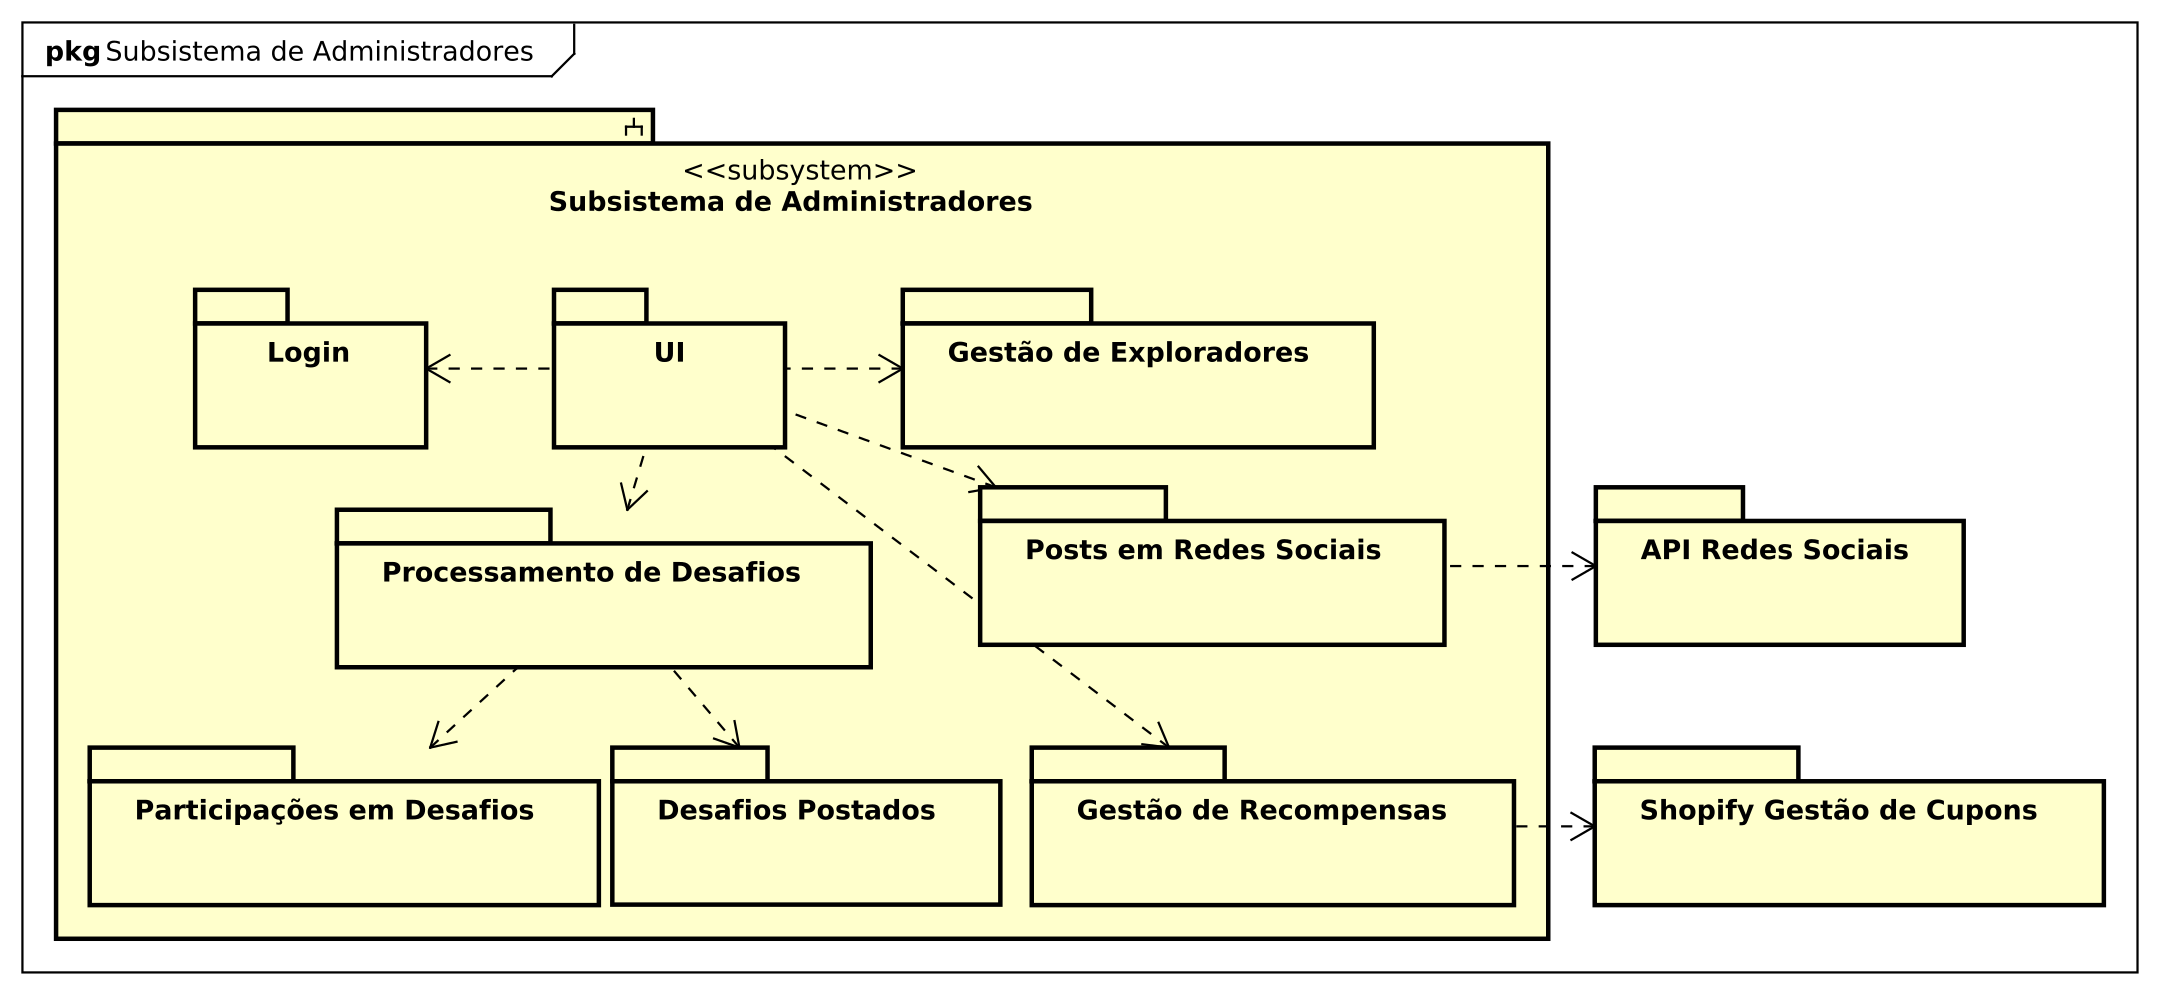 pkg Subsistema de Administradores
<<subsystem>>
Subsistema de Administradores
Login
UI
Gestão de Exploradores
Processamento de Desafios
Posts em Redes Sociais
API Redes Sociais
Participações em Desafios
Desafios Postados
Gestão de Recompensas
Shopify Gestão de Cupons